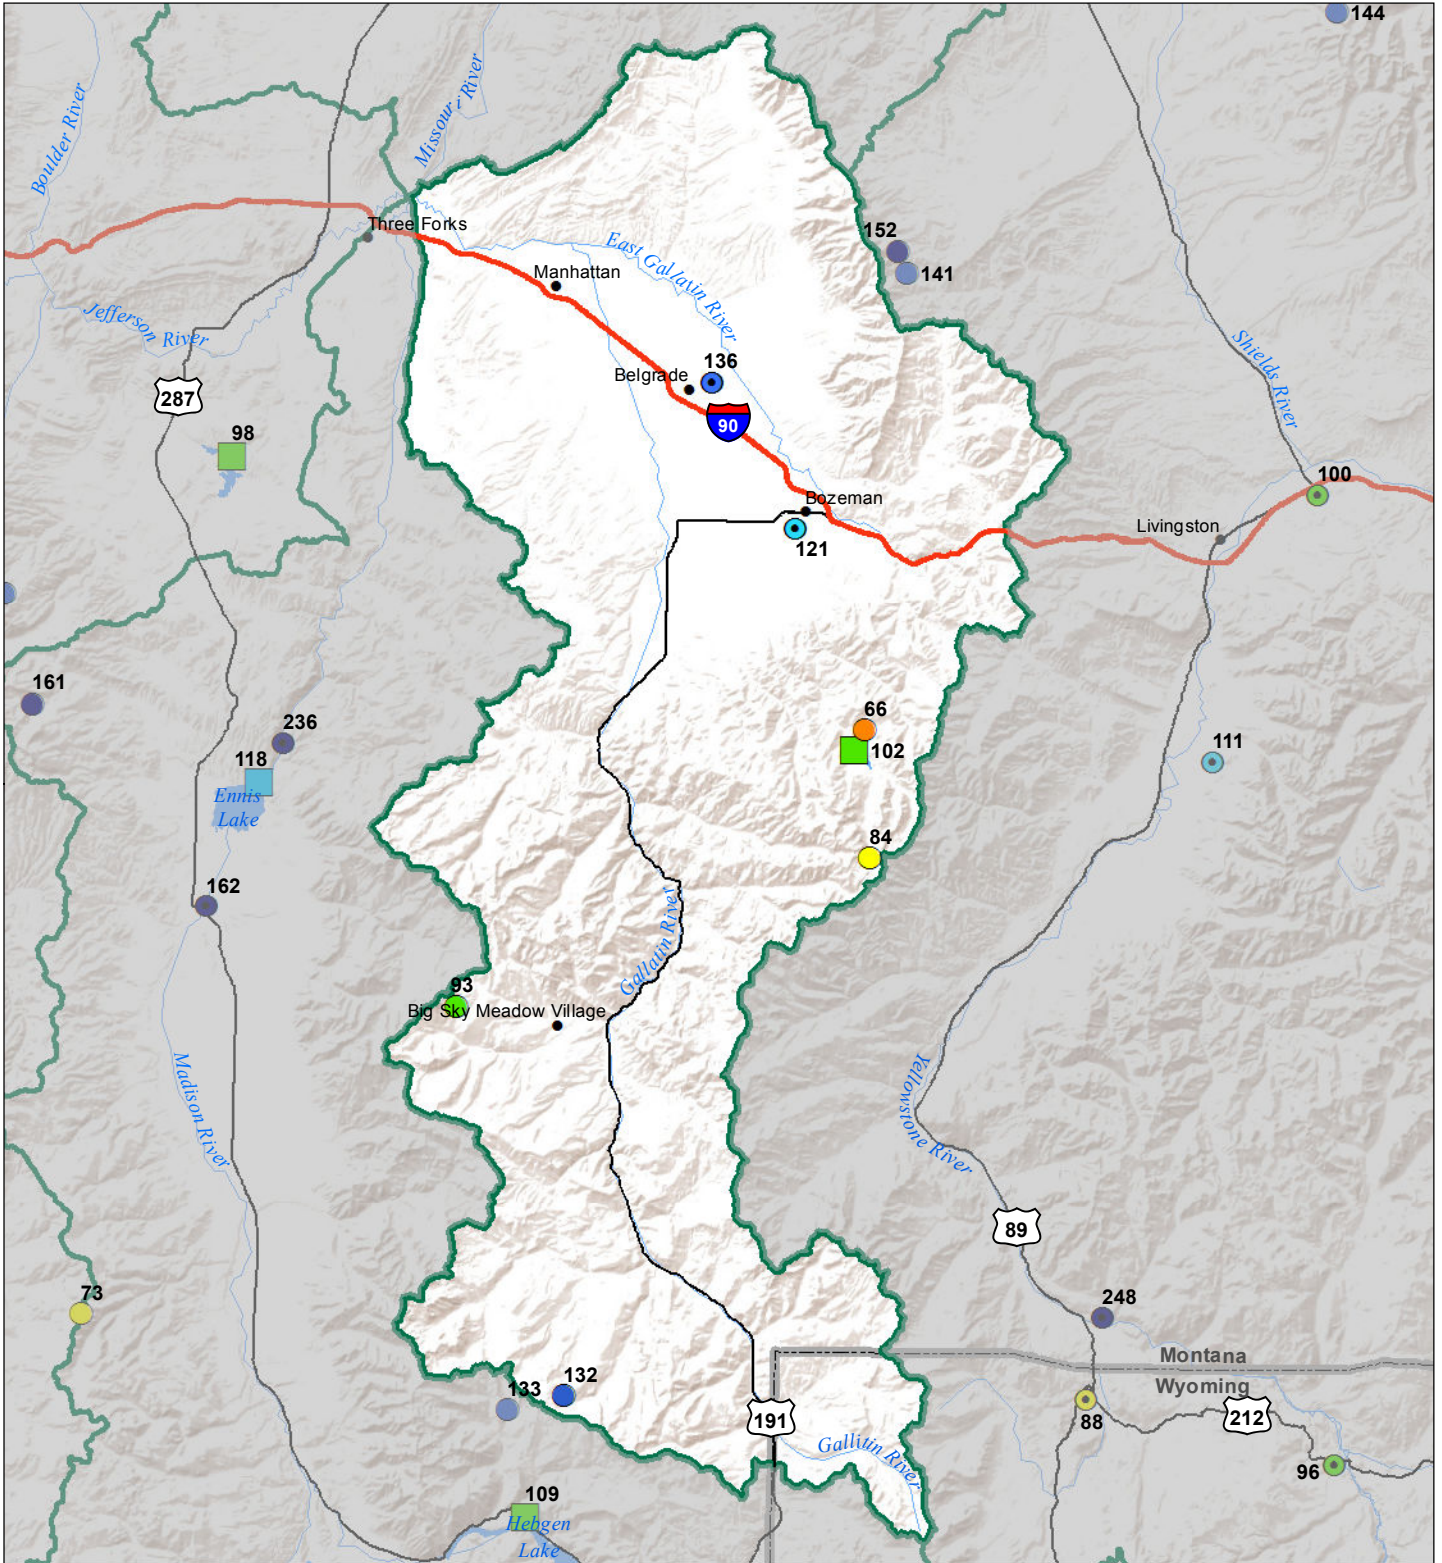 144
Boulder River
Missouri River
Three Forks
152
141
East Gallatin River
Manhattan
Jefferson River
Shields River
136
Belgrade
287
90
98
100
Bozeman
Livingston
121
161
66
236
102
111
118
Ennis
Lake
84
162
Gallatin River
93
Big Sky Meadow Village
Madison River
Yellowstone River
89
73
248
Montana
Wyoming
132
133
191
88
212
Gallitin River
96
109
Hebgen
Lake